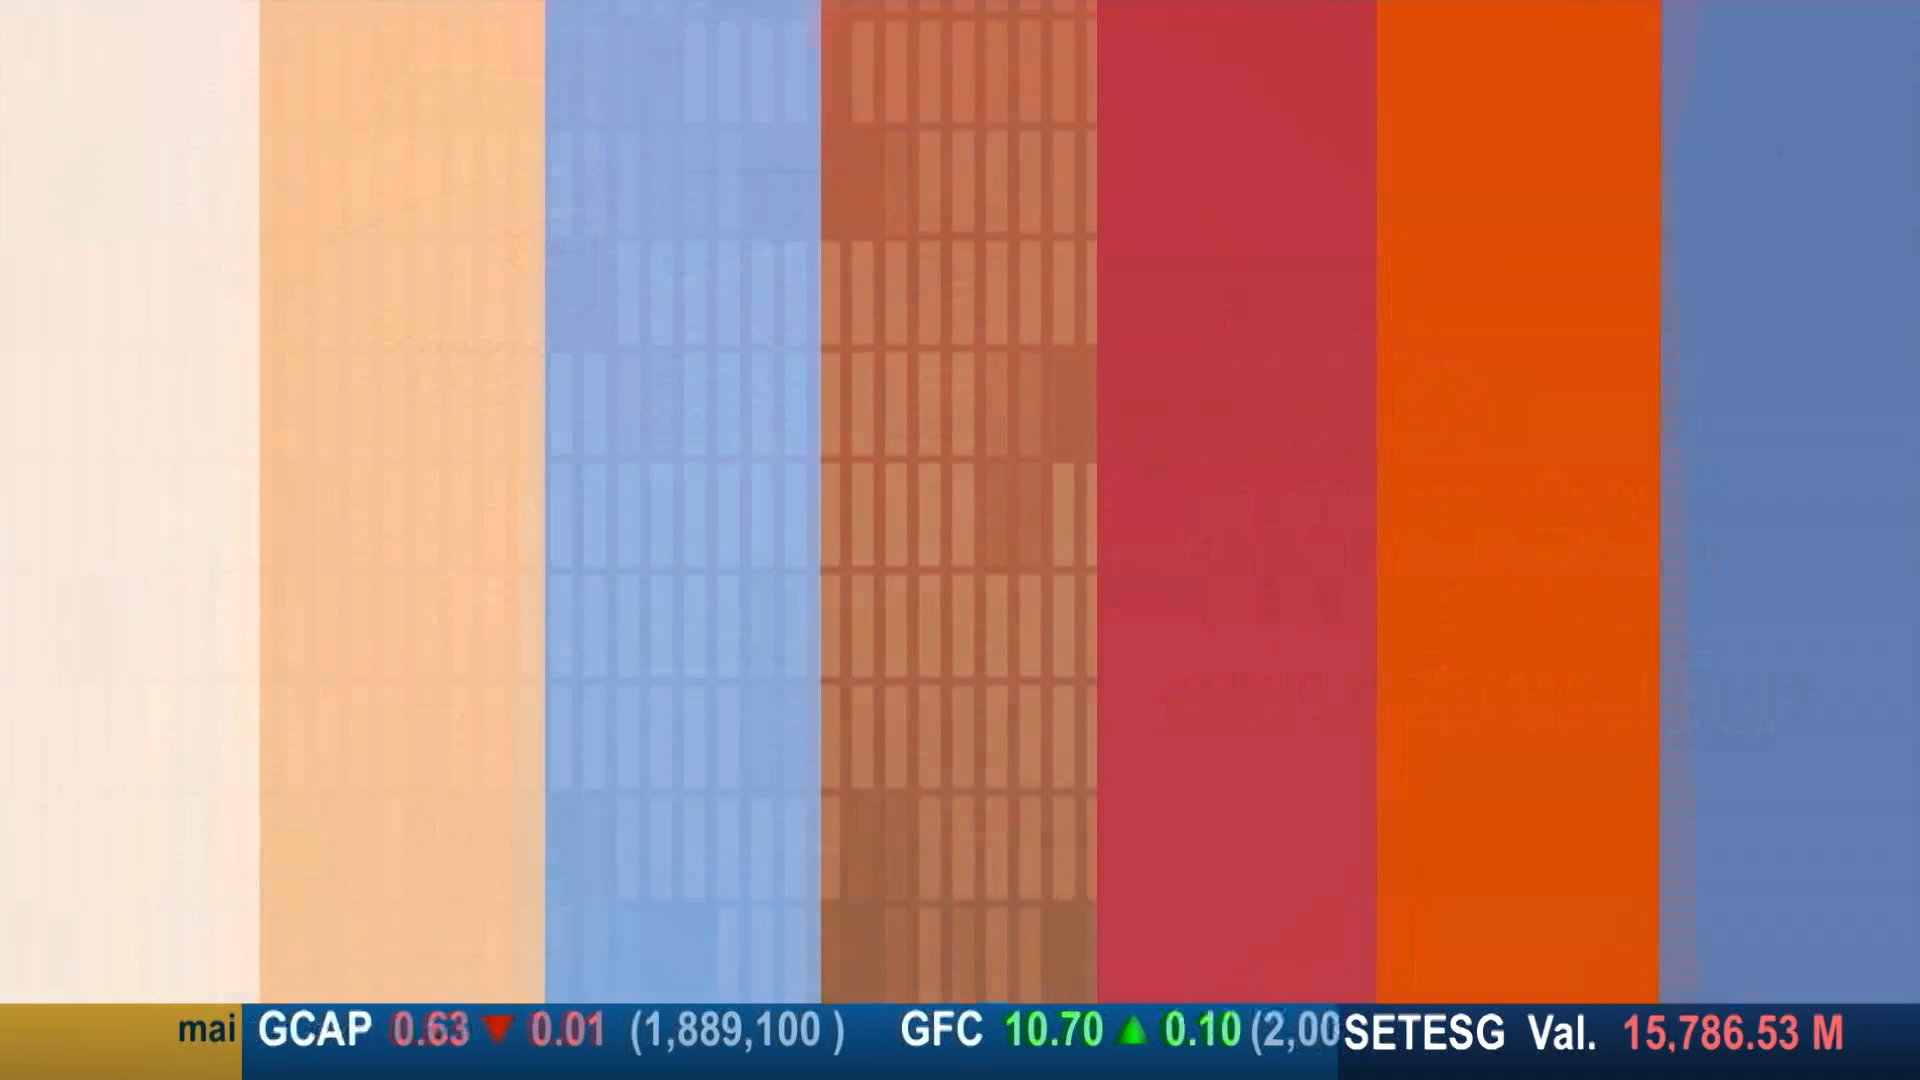 mai GCAP 0.63 ▼ 0.01 (1,889,100 ) GFC 10.70 ▲ 0.10 (2,00 SETESG Val. 15,786.53 M